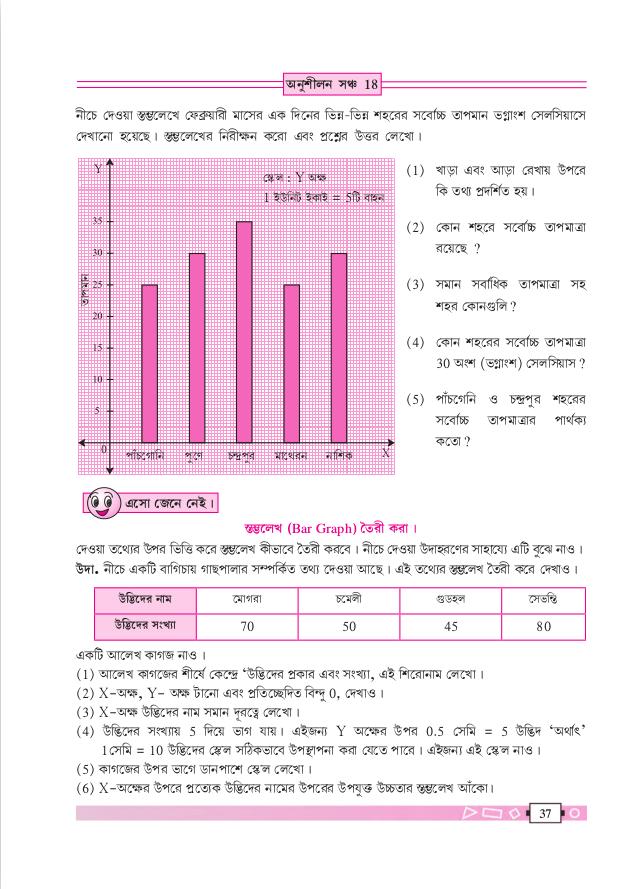 অনুশীলন সঞ্চ 18
নীচে দেওয়া স্তম্ভলেখে ফেব্রুয়ারী মাসের এক দিনের ভিন্ন-ভিন্ন শহরের সর্বোচ্চ তাপমান ভগ্নাংশ সেলসিয়াসে
দেখানো হয়েছে। স্তম্ভলেখের নিরীক্ষন করো এবং প্রশ্নের উত্তর লেখো।
Y
স্কেল : Y অক্ষ
1 ইউনিট ইকাই = 5টি বাহন
35
30
25
20
15
10
5
0
তাপমান
পাঁচগোনি পুণে চন্দ্রপুর মাথেরন নাশিক X
(1) খাড়া এবং আড়া রেখায় উপরে
কি তথ্য প্রদর্শিত হয়।
(2) কোন শহরে সর্বোচ্চ তাপমাত্রা
রয়েছে ?
(3) সমান সর্বাধিক তাপমাত্রা সহ
শহর কোনগুলি ?
(4) কোন শহরের সর্বোচ্চ তাপমাত্রা
30 অংশ (ভগ্নাংশ) সেলসিয়াস ?
(5) পাঁচগেনি ও চন্দ্রপুর শহরের
সর্বোচ্চ তাপমাত্রার পার্থক্য
কতো ?
এসো জেনে নেই।
স্তম্ভলেখ (Bar Graph) তৈরী করা ।
দেওয়া তথ্যের উপর ভিত্তি করে স্তম্ভলেখ কীভাবে তৈরী করবে। নীচে দেওয়া উদাহরণের সাহায্যে এটি বুঝে নাও।
উদা. নীচে একটি বাগিচায় গাছপালার সম্পর্কিত তথ্য দেওয়া আছে। এই তথ্যের স্তম্ভলেখ তৈরী করে দেখাও।
উদ্ভিদের নাম মোগরা চমেলী গুডহল সেভন্তি
উদ্ভিদের সংখ্যা 70 50 45 80
একটি আলেখ কাগজ নাও ।
(1) আলেখ কাগজের শীর্ষে কেন্দ্রে ‘উদ্ভিদের প্রকার এবং সংখ্যা, এই শিরোনাম লেখো।
(2) X-অক্ষ, Y- অক্ষ টানো এবং প্রতিচ্ছেদিত বিন্দু 0, দেখাও।
(3) X-অক্ষ উদ্ভিদের নাম সমান দূরত্বে লেখো।
(4) উদ্ভিদের সংখ্যায় 5 দিয়ে ভাগ যায়। এইজন্য Y অক্ষের উপর 0.5 সেমি = 5 উদ্ভিদ ‘অর্থাৎ’
1সেমি = 10 উদ্ভিদের স্কেল সঠিকভাবে উপস্থাপনা করা যেতে পারে। এইজন্য এই স্কেল নাও।
(5) কাগজের উপর ভাগে ডানপাশে স্কেল লেখো।
(6) X-অক্ষের উপরে প্রত্যেক উদ্ভিদের নামের উপরের উপযুক্ত উচ্চতার স্তম্ভলেখ আঁকো।
37